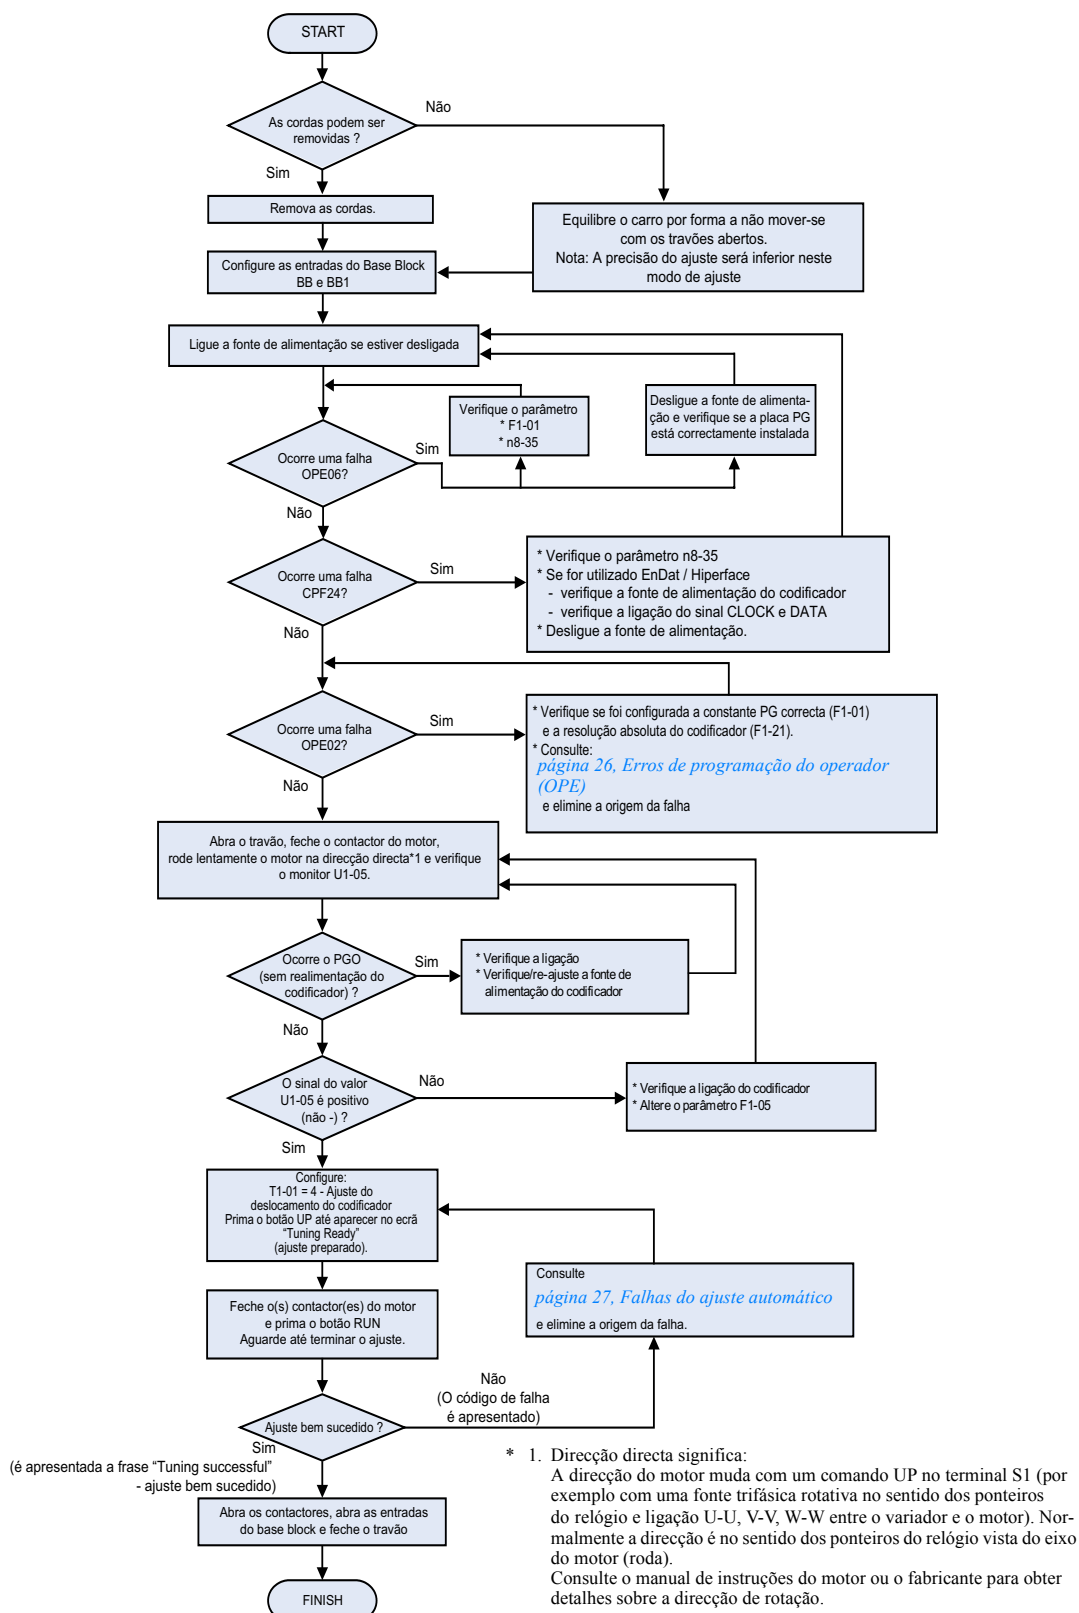 START
As cordas podem ser
removidas ?
Não
Sim
Remova as cordas.
Equilibre o carro por forma a não mover-se
com os travões abertos.
Nota: A precisão do ajuste será inferior neste
modo de ajuste
Configure as entradas do Base Block
BB e BB1
Ligue a fonte de alimentação se estiver desligada
Verifique o parâmetro
* F1-01
* n8-35
Desligue a fonte de alimenta-
ção e verifique se a placa PG
está correctamente instalada
Ocorre uma falha
OPE06?
Sim
Não
Ocorre uma falha
CPF24?
Sim
* Verifique o parâmetro n8-35
* Se for utilizado EnDat / Hiperface
- verifique a fonte de alimentação do codificador
- verifique a ligação do sinal CLOCK e DATA
* Desligue a fonte de alimentação.
Não
Ocorre uma falha
OPE02?
Sim
* Verifique se foi configurada a constante PG correcta (F1-01)
e a resolução absoluta do codificador (F1-21).
* Consulte:
página 26, Erros de programação do operador
(OPE)
e elimine a origem da falha
Não
Abra o travão, feche o contactor do motor,
rode lentamente o motor na direcção directa*1 e verifique
o monitor U1-05.
Ocorre o PGO
(sem realimentação do
codificador) ?
Sim
* Verifique a ligação
* Verifique/re-ajuste a fonte de
alimentação do codificador
Não
O sinal do valor
U1-05 é positivo
(não -) ?
Não
* Verifique a ligação do codificador
* Altere o parâmetro F1-05
Sim
Configure:
T1-01 = 4 - Ajuste do
deslocamento do codificador
Prima o botão UP até aparecer no ecrã
“Tuning Ready”
(ajuste preparado).
Consulte
página 27, Falhas do ajuste automático
e elimine a origem da falha.
Feche o(s) contactor(es) do motor
e prima o botão RUN
Aguarde até terminar o ajuste.
Não
(O código de falha
é apresentado)
Ajuste bem sucedido ?
Sim
(é apresentada a frase “Tuning successful”
- ajuste bem sucedido)
Abra os contactores, abra as entradas
do base block e feche o travão
FINISH
* 1. Direcção directa significa:
A direcção do motor muda com um comando UP no terminal S1 (por
exemplo com uma fonte trifásica rotativa no sentido dos ponteiros
do relógio e ligação U-U, V-V, W-W entre o variador e o motor). Nor-
malmente a direcção é no sentido dos ponteiros do relógio vista do eixo
do motor (roda).
Consulte o manual de instruções do motor ou o fabricante para obter
detalhes sobre a direcção de rotação.